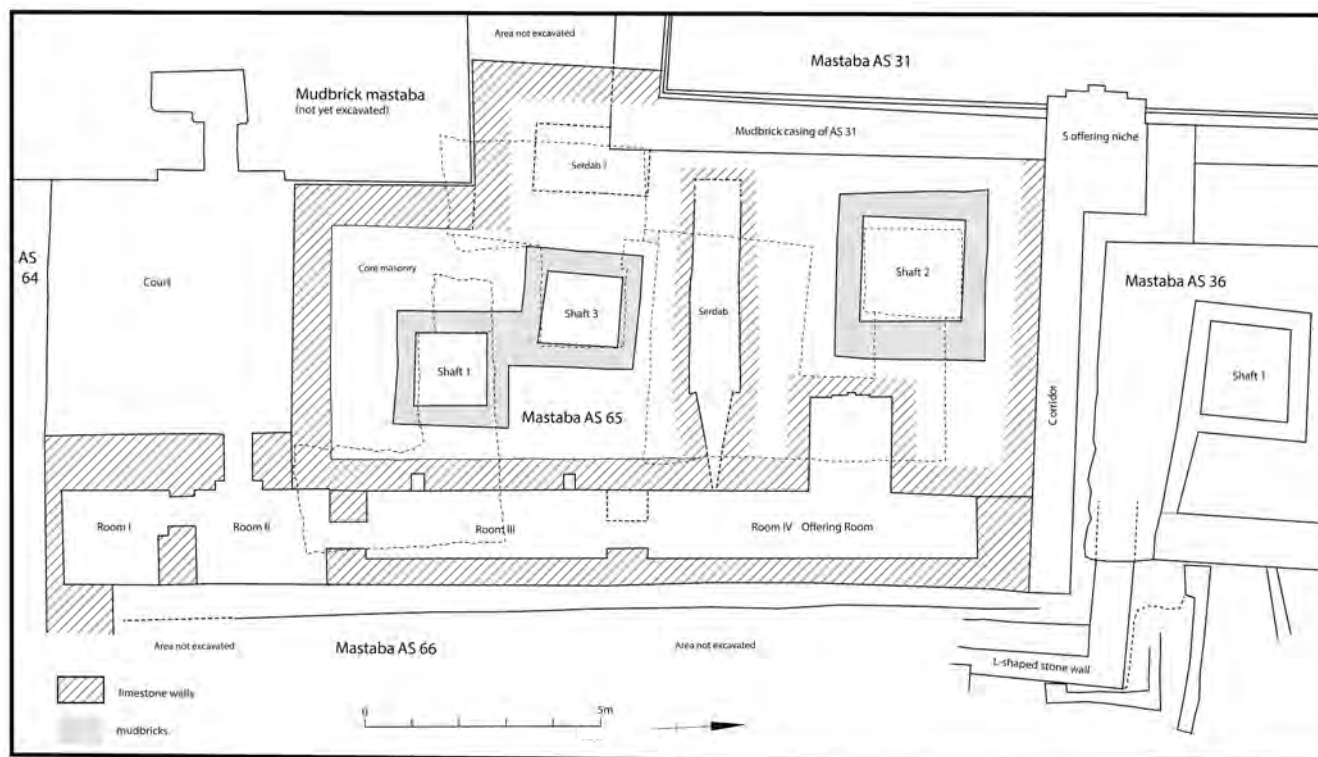 Area not excavated
Mastaba AS 31
Mudbrick mastaba
(not yet excavated)
Mudbrick casing of AS 31
S offering niche
Serdab I
AS
64
Court
Core masonry
Shaft 3
Shaft 1
Mastaba AS 65
Serdab
Shaft 2
Corridor
Mastaba AS 36
Shaft 1
Room I
Room II
Room III
Room IV Offering Room
Area not excavated
Mastaba AS 66
Area not excavated
L-shaped stone wall
limestone walls
mudbricks
0
5m